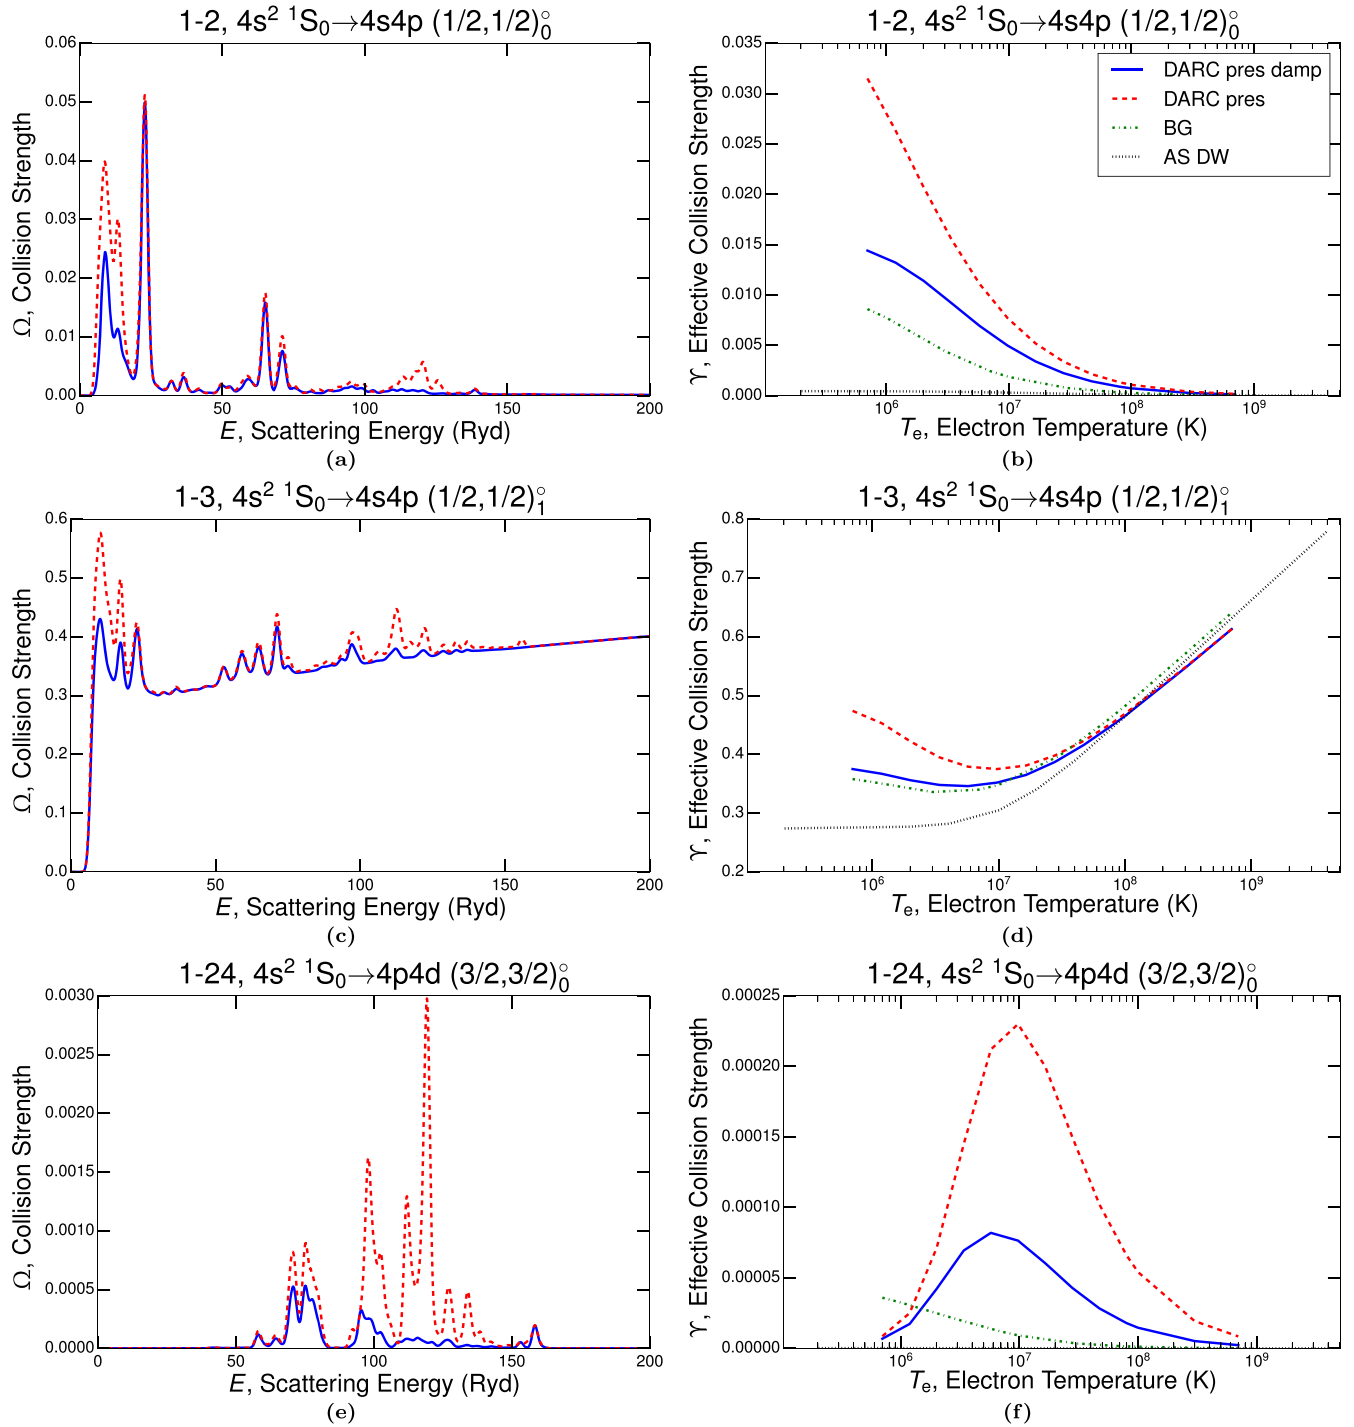 1-2, 4s² ¹S₀→4s4p (1/2,1/2)°₀
0.06
0.05
0.04
0.03
0.02
0.01
0.00
Ω, Collision Strength
0 50 100 150 200
E, Scattering Energy (Ryd)
(a)
1-2, 4s² ¹S₀→4s4p (1/2,1/2)°₀
0.035
0.030
0.025
0.020
0.015
0.010
0.005
0.000
ϒ, Effective Collision Strength
DARC pres damp
DARC pres
BG
AS DW
10⁶ 10⁷ 10⁸ 10⁹
Tₑ, Electron Temperature (K)
(b)
1-3, 4s² ¹S₀→4s4p (1/2,1/2)°₁
0.6
0.5
0.4
0.3
0.2
0.1
0.0
Ω, Collision Strength
0 50 100 150 200
E, Scattering Energy (Ryd)
(c)
1-3, 4s² ¹S₀→4s4p (1/2,1/2)°₁
0.8
0.7
0.6
0.5
0.4
0.3
0.2
ϒ, Effective Collision Strength
10⁶ 10⁷ 10⁸ 10⁹
Tₑ, Electron Temperature (K)
(d)
1-24, 4s² ¹S₀→4p4d (3/2,3/2)°₀
0.0030
0.0025
0.0020
0.0015
0.0010
0.0005
0.0000
Ω, Collision Strength
0 50 100 150 200
E, Scattering Energy (Ryd)
(e)
1-24, 4s² ¹S₀→4p4d (3/2,3/2)°₀
0.00025
0.00020
0.00015
0.00010
0.00005
0.00000
ϒ, Effective Collision Strength
10⁶ 10⁷ 10⁸ 10⁹
Tₑ, Electron Temperature (K)
(f)